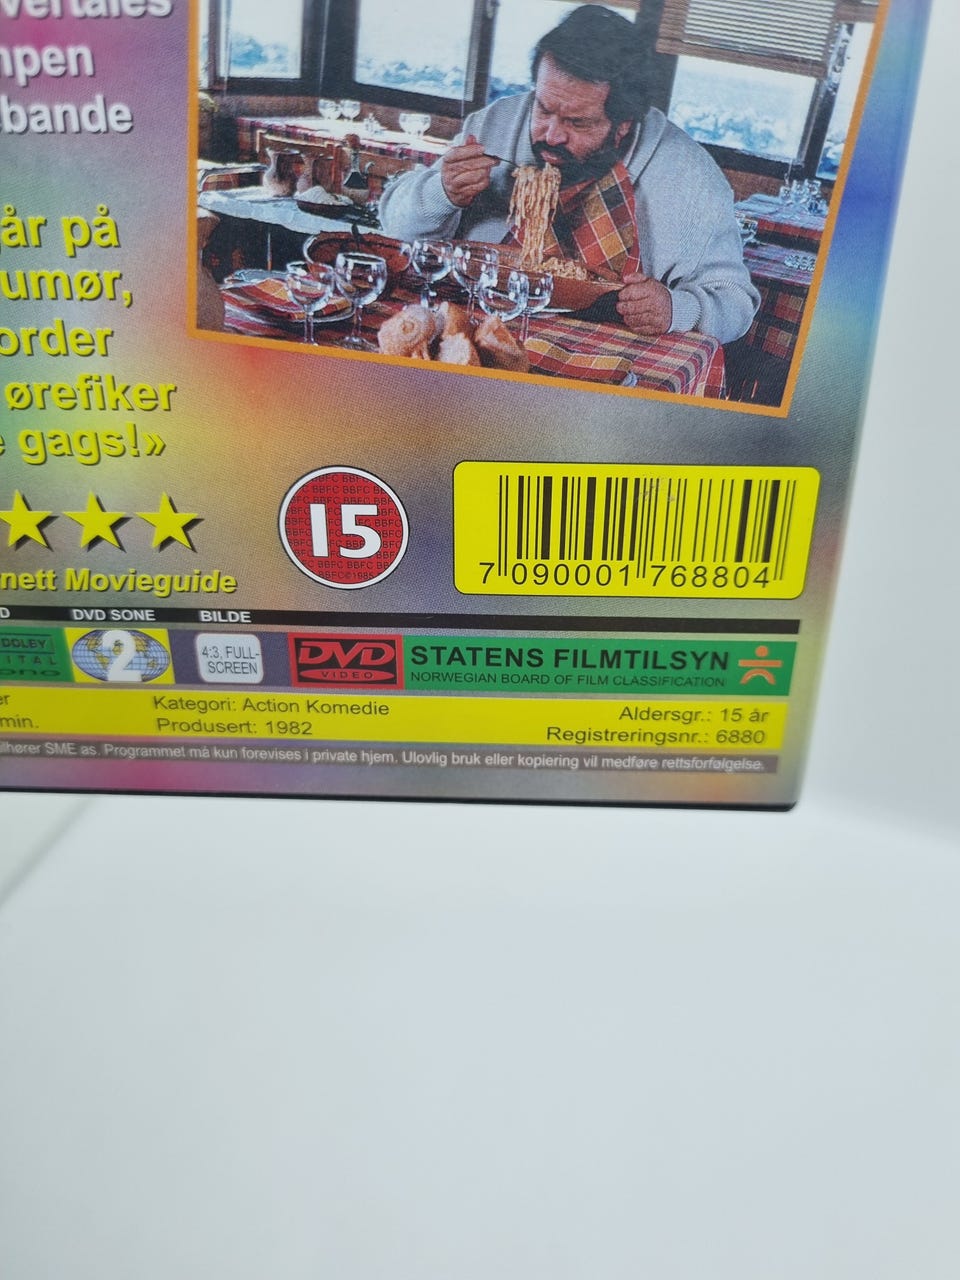 mpen
bande
år på
umør,
order
ørefiker
e gags!»
15
BBFC©1985
nett Movieguide
7 090001 768804
DVD SONE BILDE
2
4:3, FULL-
SCREEN
DVD
VIDEO
STATENS FILMTILSYN
NORWEGIAN BOARD OF FILM CLASSIFICATION
min.
Kategori: Action Komedie
Produsert: 1982
Aldersgr.: 15 år
Registreringsnr.: 6880
ilhører SME as. Programmet må kun forevises i private hjem. Ulovlig bruk eller kopiering vil medføre rettsforfølgelse.